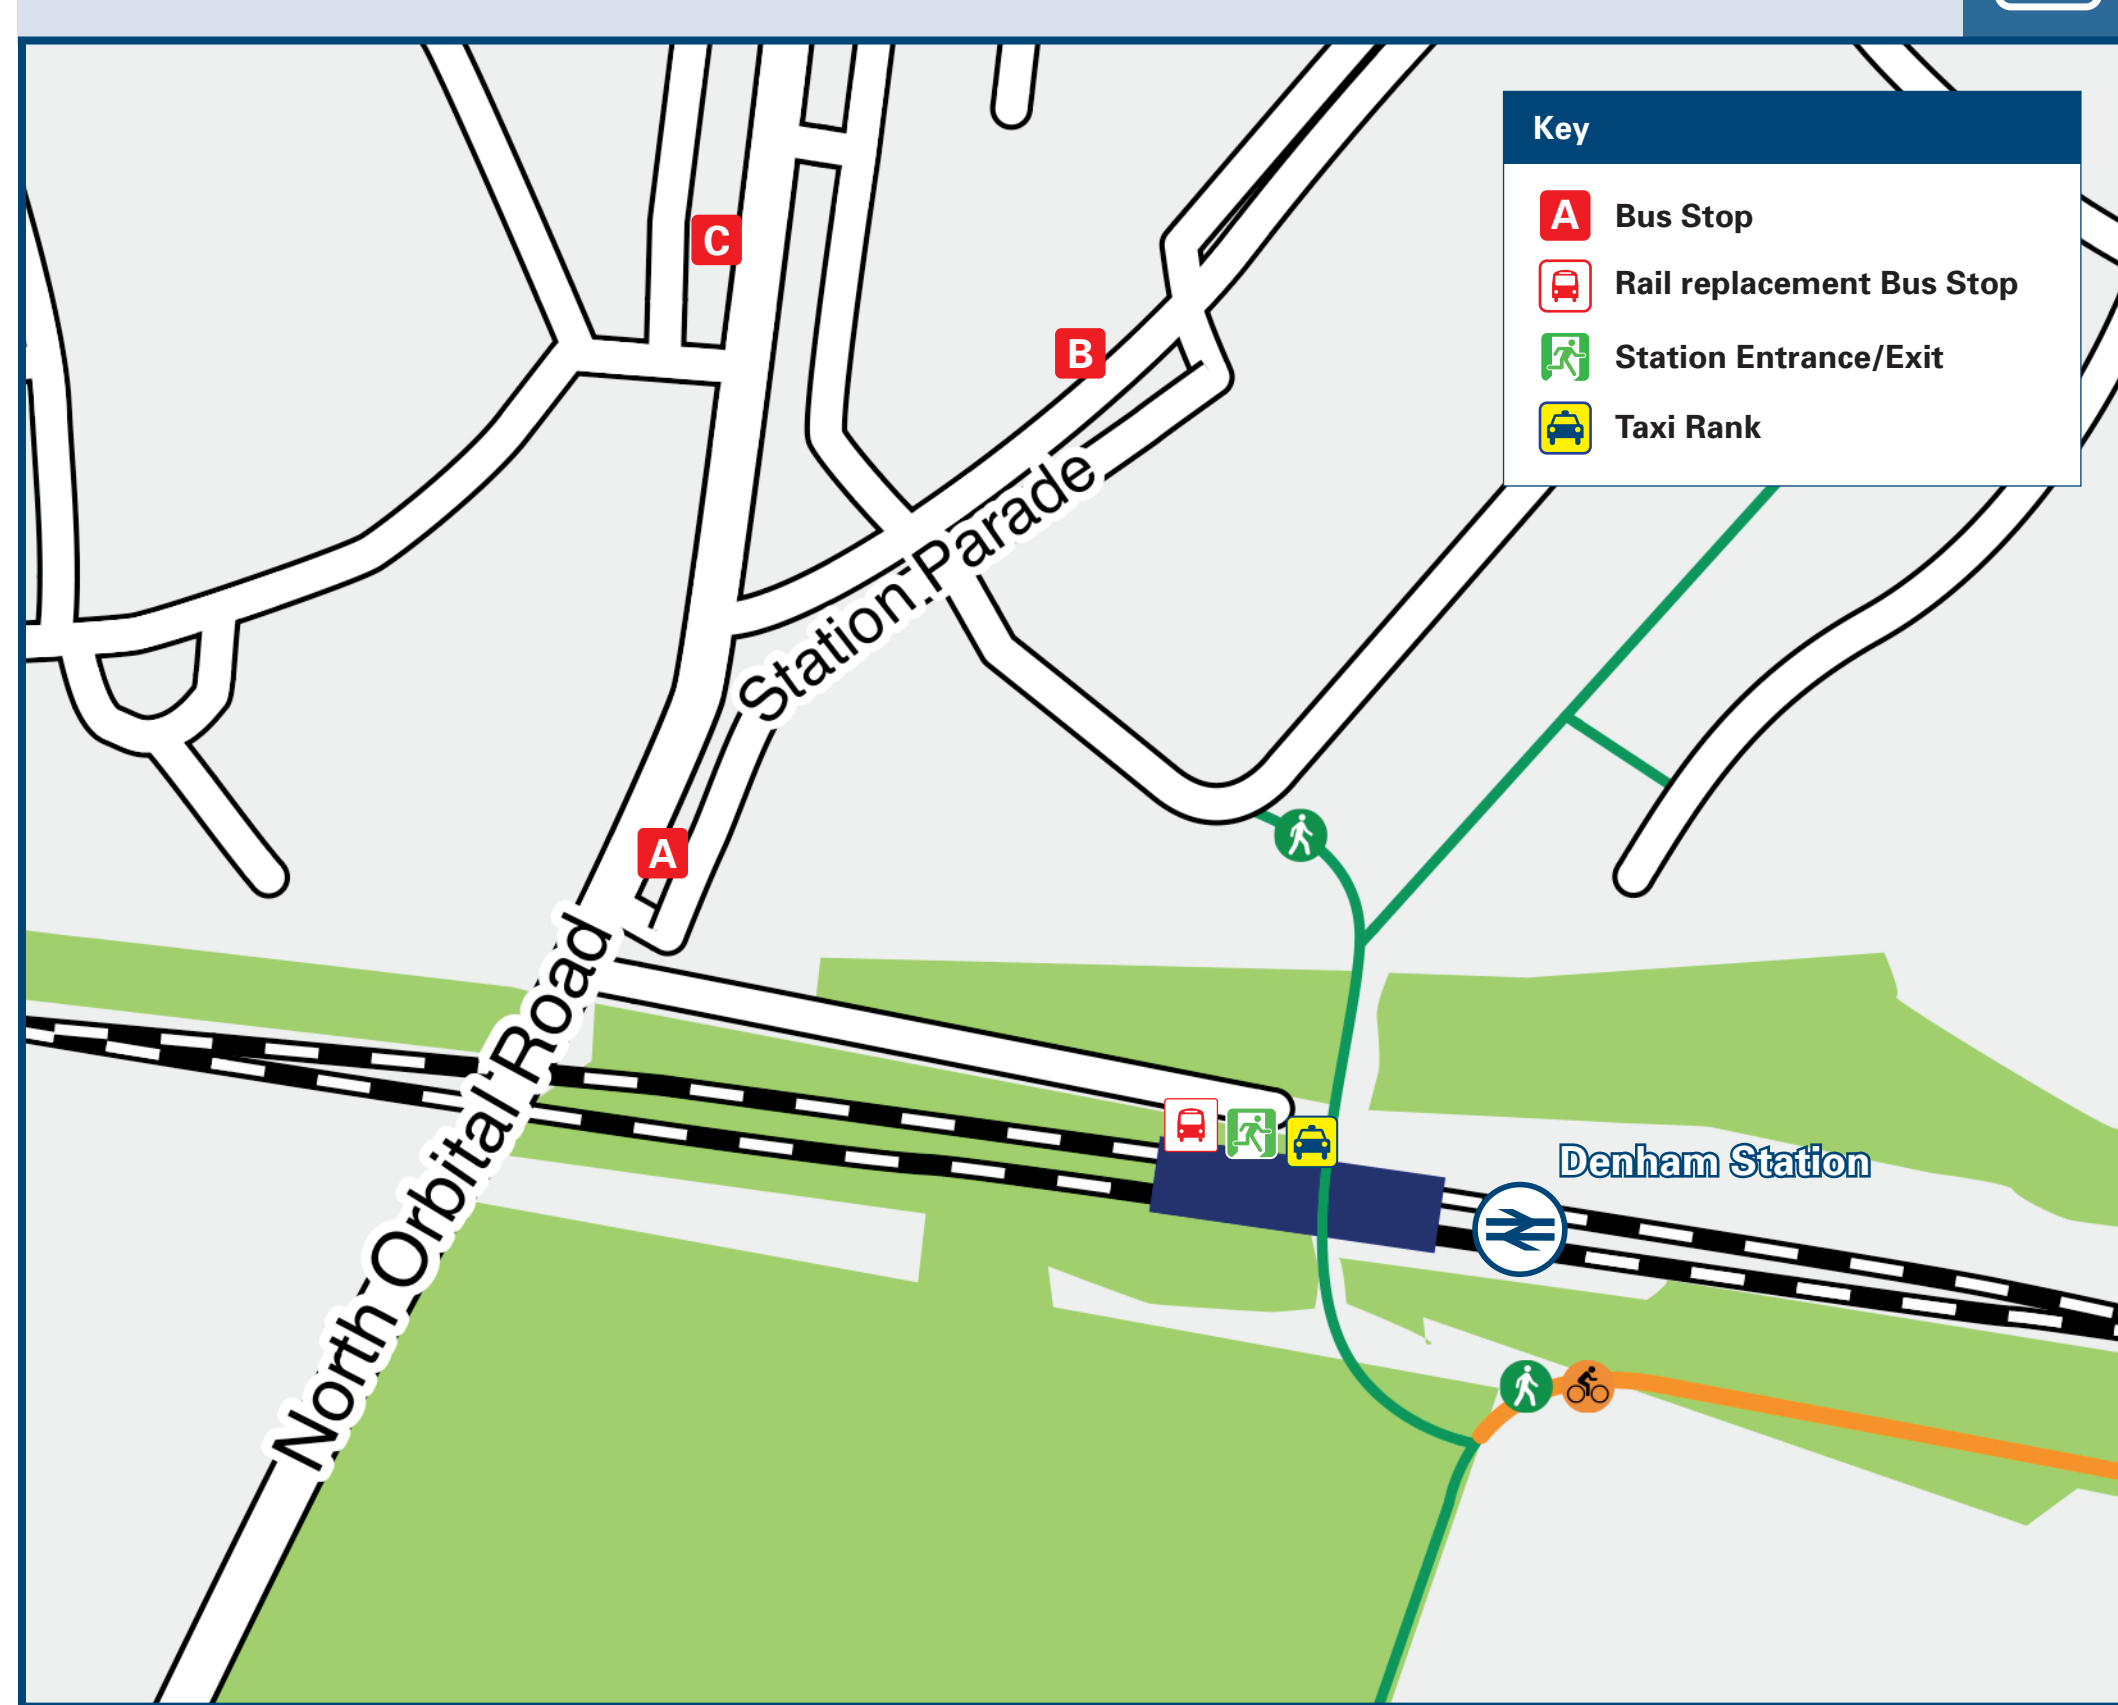 Key
A Bus Stop
Rail replacement Bus Stop
Station Entrance/Exit
Taxi Rank
C
B
Station Parade
A
North Orbital Road
Denham Station